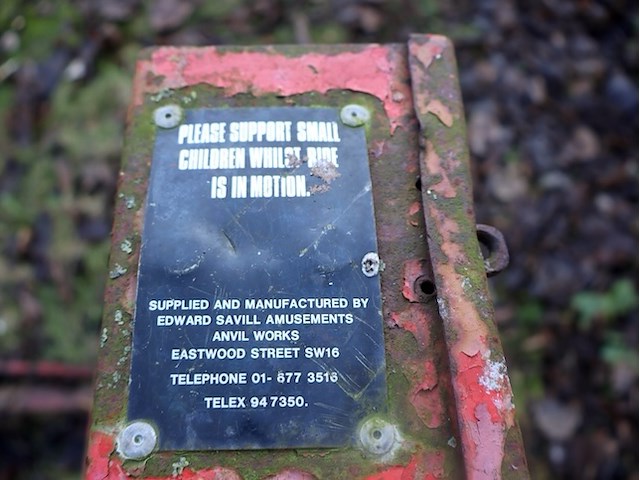 PLEASE SUPPORT SMALL
CHILDREN WHILST RIDE
IS IN MOTION.
SUPPLIED AND MANUFACTURED BY
EDWARD SAVILL AMUSEMENTS
ANVIL WORKS
EASTWOOD STREET SW16
TELEPHONE 01- 677 3516
TELEX 947350.